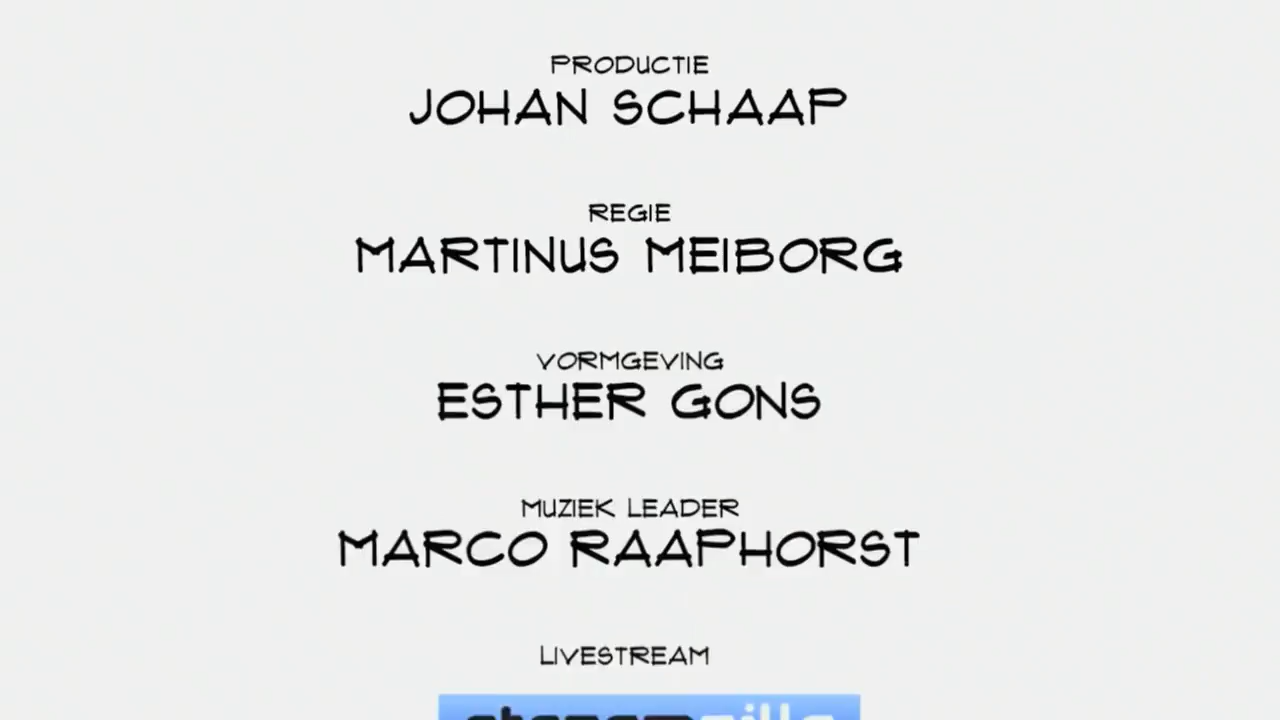 PRODUCTIE
JOHAN SCHAAP
REGIE
MARTINUS MEIBORG
VORMGEVING
ESTHER GONS
MUZIEK LEADER
MARCO RAAPHORST
LIVESTREAM